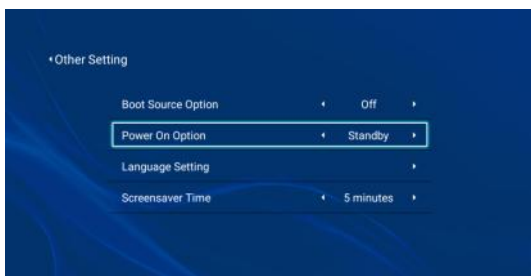 Other Setting
Boot Source Option Off
Power On Option Standby
Language Setting
Screensaver Time 5 minutes